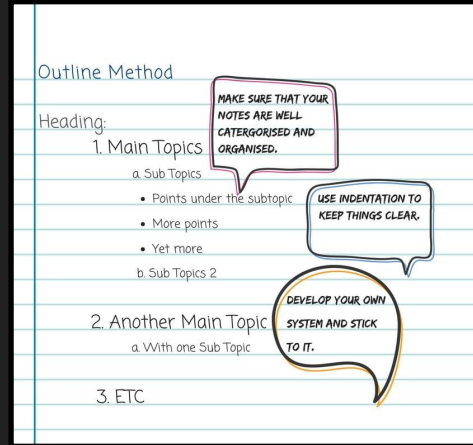 Outline Method
MAKE SURE THAT YOUR
NOTES ARE WELL
CATERGORISED AND
ORGANISED.
Heading:
1. Main Topics
a. Sub Topics
• Points under the subtopic
• More points
• Yet more
b. Sub Topics 2
USE INDENTATION TO
KEEP THINGS CLEAR.
2. Another Main Topic
a. With one Sub Topic
DEVELOP YOUR OWN
SYSTEM AND STICK
TO IT.
3. ETC